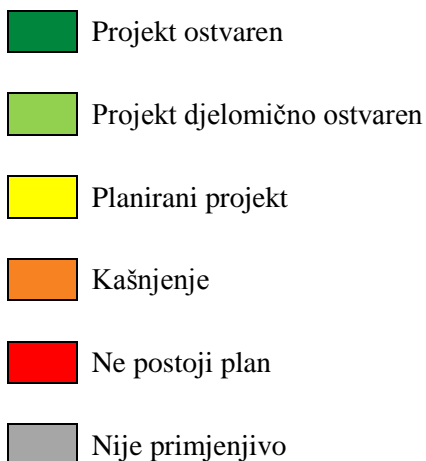 Projekt ostvaren
Projekt djelomično ostvaren
Planirani projekt
Kašnjenje
Ne postoji plan
Nije primjenjivo